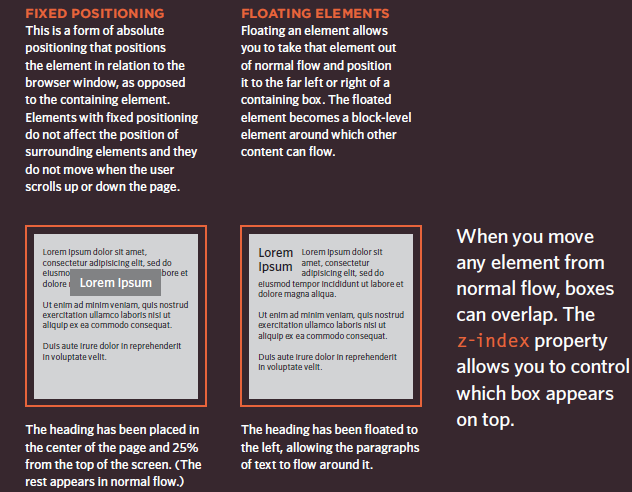 FIXED POSITIONING
This is a form of absolute
positioning that positions
the element in relation to the
browser window, as opposed
to the containing element.
Elements with fixed positioning
do not affect the position of
surrounding elements and they
do not move when the user
scrolls up or down the page.
FLOATING ELEMENTS
Floating an element allows
you to take that element out
of normal flow and position
it to the far left or right of a
containing box. The floated
element becomes a block-level
element around which other
content can flow.
Lorem ipsum dolor sit amet,
consectetur adipisicing elit, sed do
eiusmo
bore et
dolore
Lorem Ipsum
Ut enim ad minim veniam, quis nostrud
exercitation ullamco laboris nisi ut
aliquip ex ea commodo consequat.
Duis aute irure dolor in reprehenderit
in voluptate velit.
The heading has been placed in
the center of the page and 25%
from the top of the screen. (The
rest appears in normal flow.)
Lorem
Ipsum
Lorem ipsum dolor sit
amet, consectetur
adipisicing elit, sed do
eiusmod tempor incididunt ut labore et
dolore magna aliqua.
Ut enim ad minim veniam, quis nostrud
exercitation ullamco laboris nisi ut
aliquip ex ea commodo consequat.
Duis aute irure dolor in reprehenderit
in voluptate velit.
The heading has been floated to
the left, allowing the paragraphs
of text to flow around it.
When you move
any element from
normal flow, boxes
can overlap. The
z-index property
allows you to control
which box appears
on top.